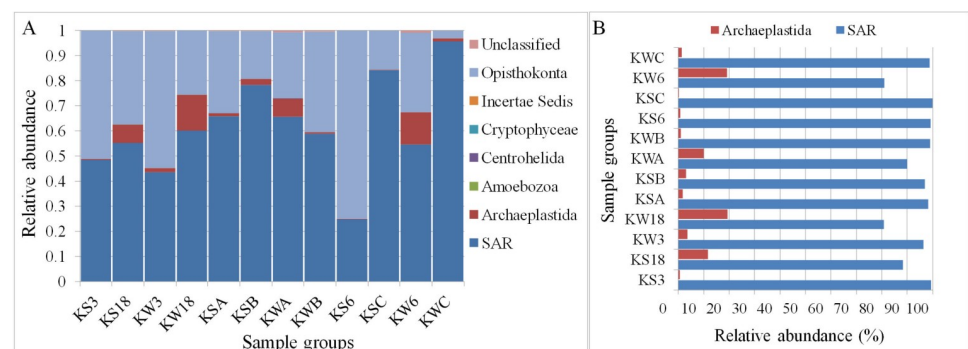 A
Relative abundance
1
0.9
0.8
0.7
0.6
0.5
0.4
0.3
0.2
0.1
0
KS3 KS18 KW3 KW18 KSA KSB KWA KWB KS6 KSC KW6 KWC
Sample groups
Unclassified
Opisthokonta
Incertae Sedis
Cryptophyceae
Centrohelida
Amoebozoa
Archaeplastida
SAR
B
Archaeplastida SAR
Sample groups
KWC
KW6
KSC
KS6
KWB
KWA
KSB
KSA
KW18
KW3
KS18
KS3
0 10 20 30 40 50 60 70 80 90 100
Relative abundance (%)